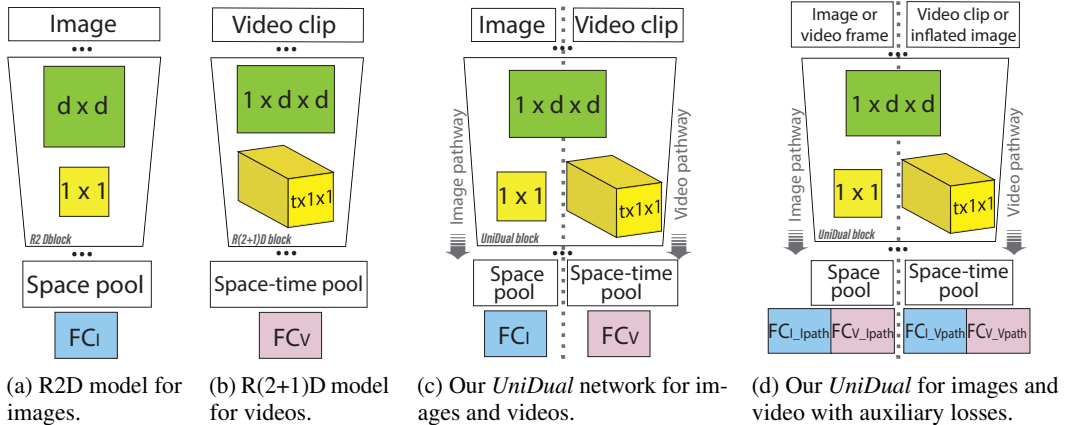 Image
...
d x d
1 x 1
R2 Dblock
...
Space pool
FCI
(a) R2D model for
images.
Video clip
...
1 x d x d
tx1x1
R(2+1)D block
...
Space-time pool
FCV
(b) R(2+1)D model
for videos.
Image
Video clip
...
1 x d x d
1 x 1
tx1x1
Image pathway
Video pathway
UniDual block
...
Space
pool
Space-time
pool
FCI
FCV
(c) Our UniDual network for im-
ages and videos.
Image or
video frame
Video clip or
inflated image
...
1 x d x d
1 x 1
tx1x1
Image pathway
Video pathway
UniDual block
...
Space
pool
Space-time
pool
FCI_Ipath
FCV_Ipath
FCI_Vpath
FCV_Vpath
(d) Our UniDual for images and
video with auxiliary losses.